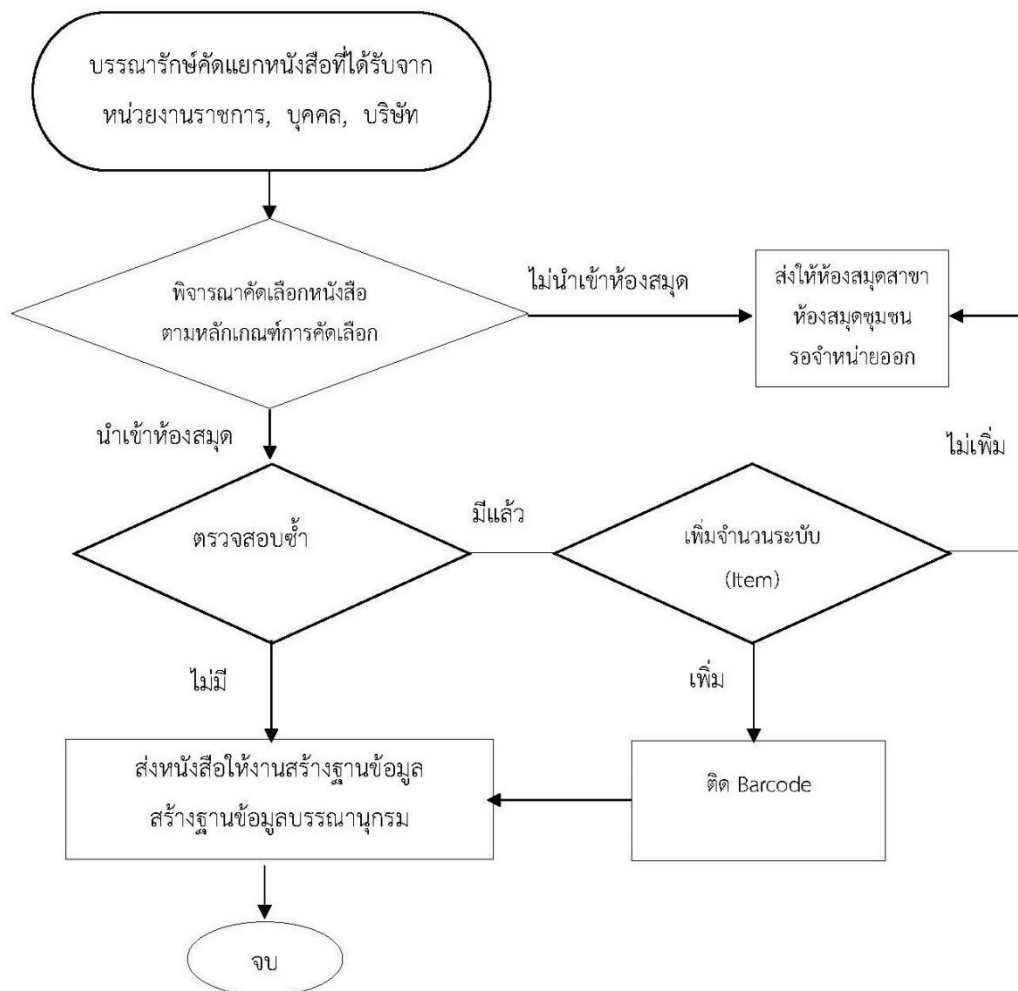 บรรณารักษ์คัดแยกหนังสือที่ได้รับจาก
หน่วยงานราชการ, บุคคล, บริษัท
พิจารณาคัดเลือกหนังสือ
ตามหลักเกณฑ์การคัดเลือก
ไม่นำเข้าห้องสมุด
ส่งให้ห้องสมุดสาขา
ห้องสมุดชุมชน
รอจำหน่ายออก
นำเข้าห้องสมุด
ไม่เพิ่ม
ตรวจสอบซ้ำ
มีแล้ว
เพิ่มจำนวนระบับ
(Item)
ไม่มี
เพิ่ม
ส่งหนังสือให้งานสร้างฐานข้อมูล
สร้างฐานข้อมูลบรรณานุกรม
ติด Barcode
จบ